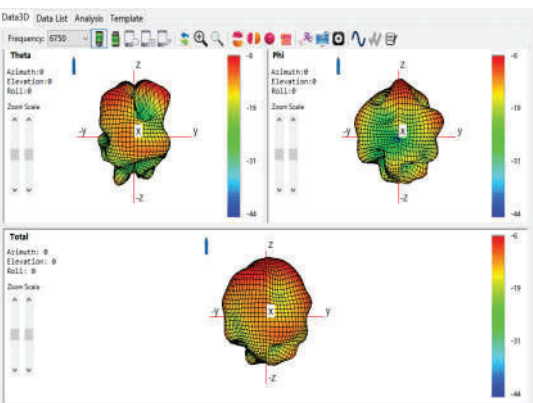 Data3D Data List Analysis Template
Frequency: 6750
Theta
Azimuth:0
Elevation:0
Roll:0
Zoom Scale
z
-y
x
y
-z
-6
-19
-31
-44
Phi
Azimuth:0
Elevation:0
Roll:0
Zoom Scale
z
-y
x
y
-z
-6
-19
-31
-44
Total
Azimuth: 0
Elevation: 0
Roll: 0
Zoom Scale
z
-y
x
y
-z
-6
-19
-31
-44